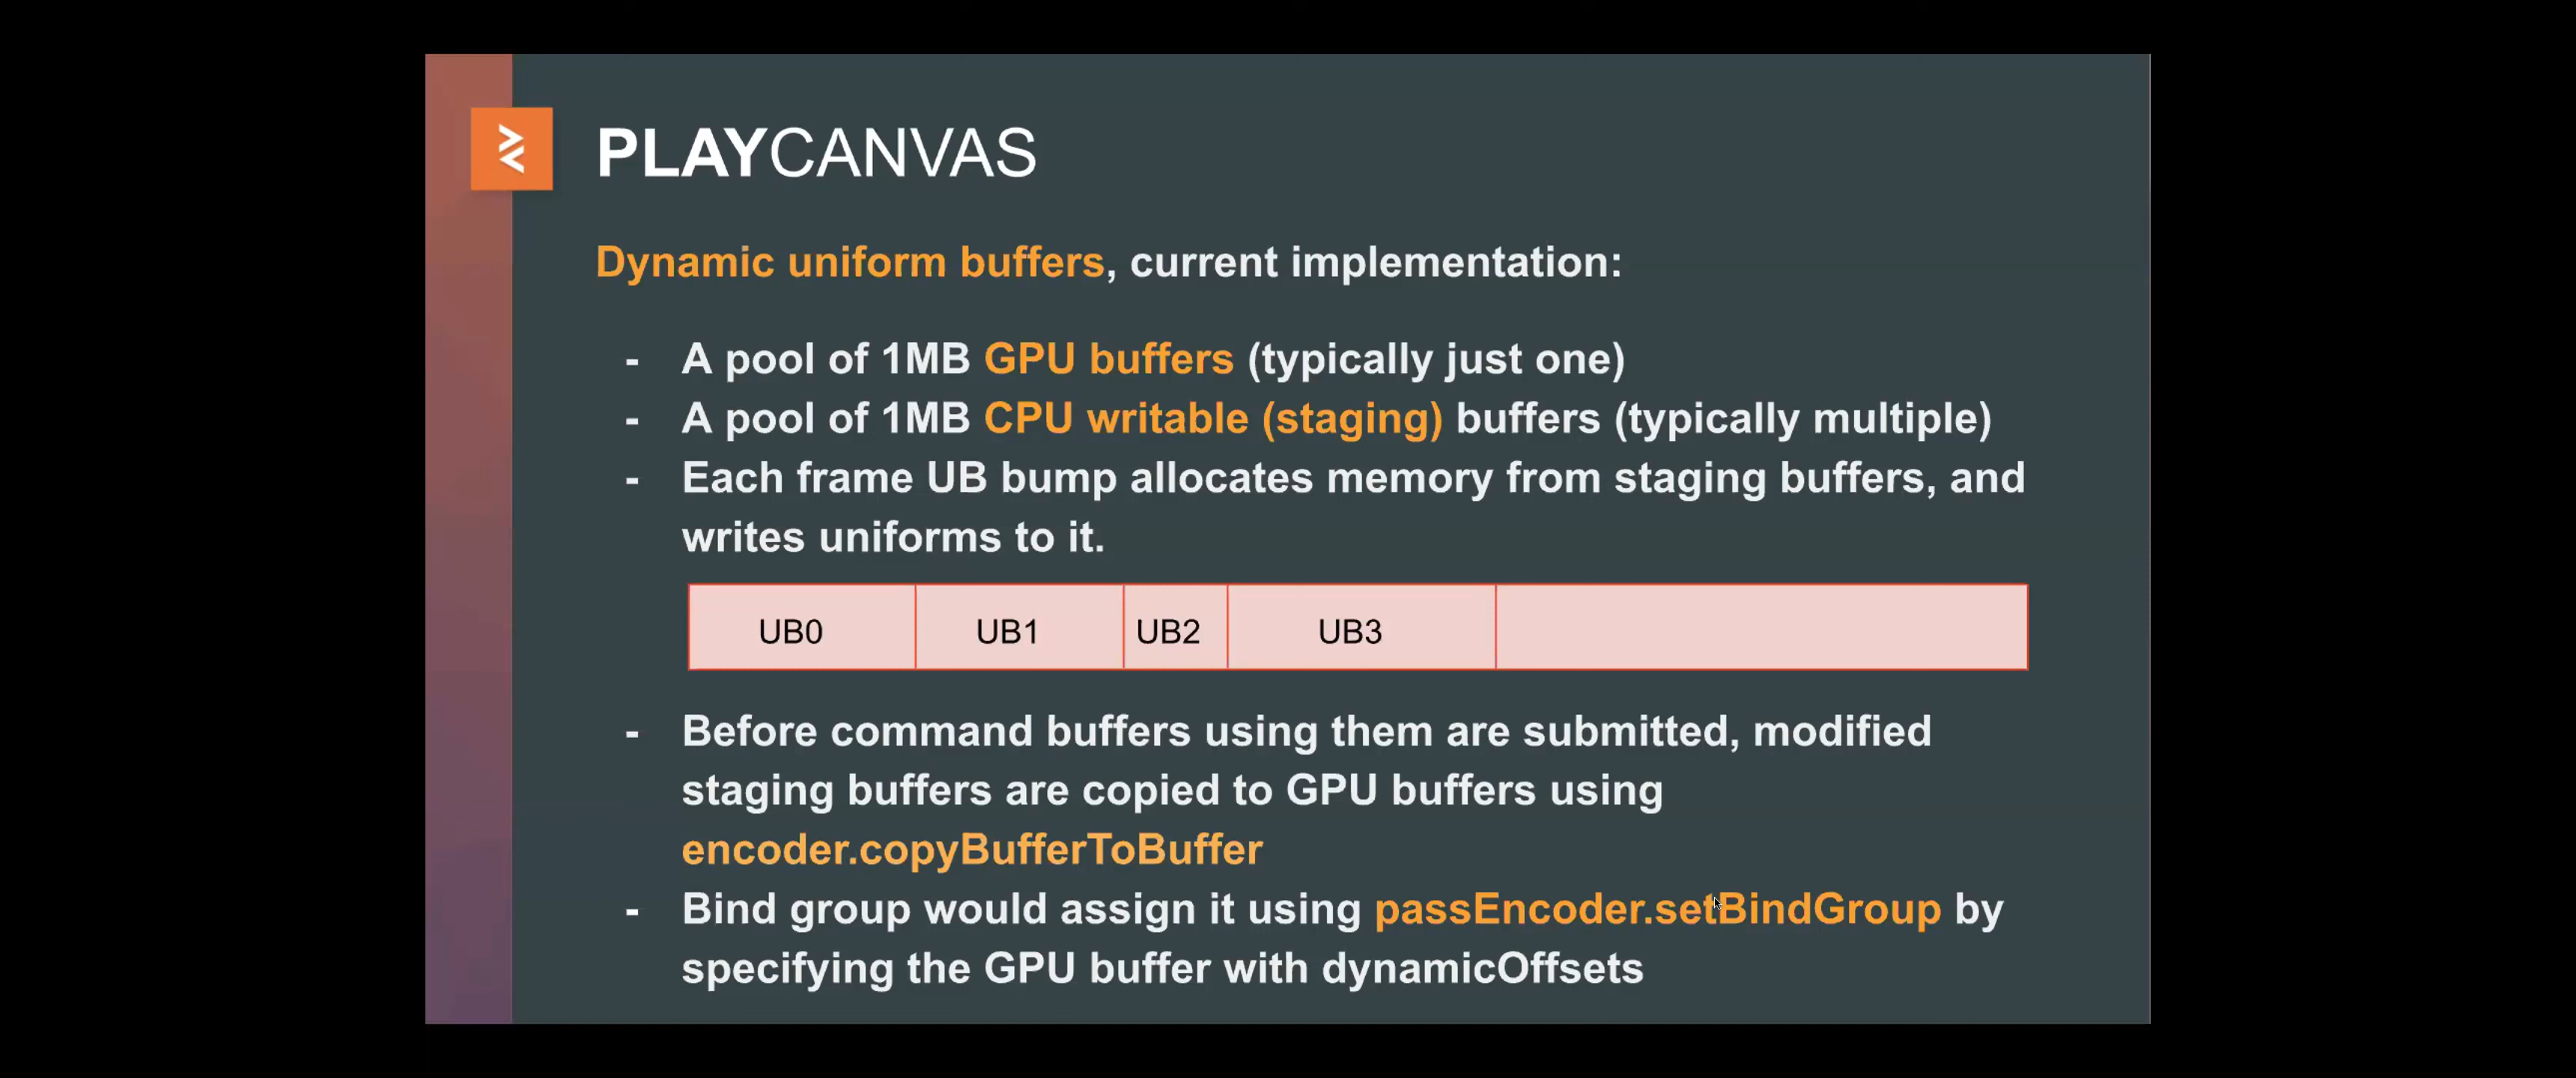 PLAYCANVAS
Dynamic uniform buffers, current implementation:
- A pool of 1MB GPU buffers (typically just one)
- A pool of 1MB CPU writable (staging) buffers (typically multiple)
- Each frame UB bump allocates memory from staging buffers, and
writes uniforms to it.
UB0 UB1 UB2 UB3
- Before command buffers using them are submitted, modified
staging buffers are copied to GPU buffers using
encoder.copyBufferToBuffer
- Bind group would assign it using passEncoder.setBindGroup by
specifying the GPU buffer with dynamicOffsets